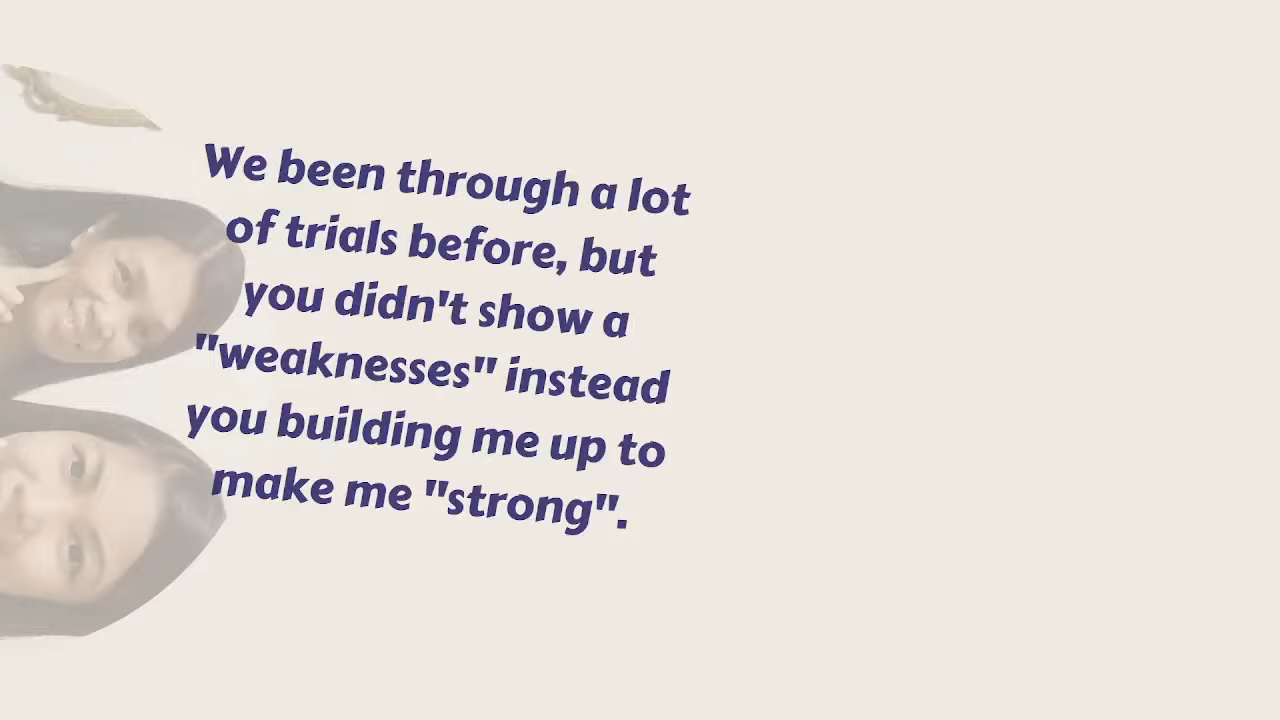 We been through a lot
of trials before, but
you didn't show a
"weaknesses" instead
you building me up to
make me "strong".